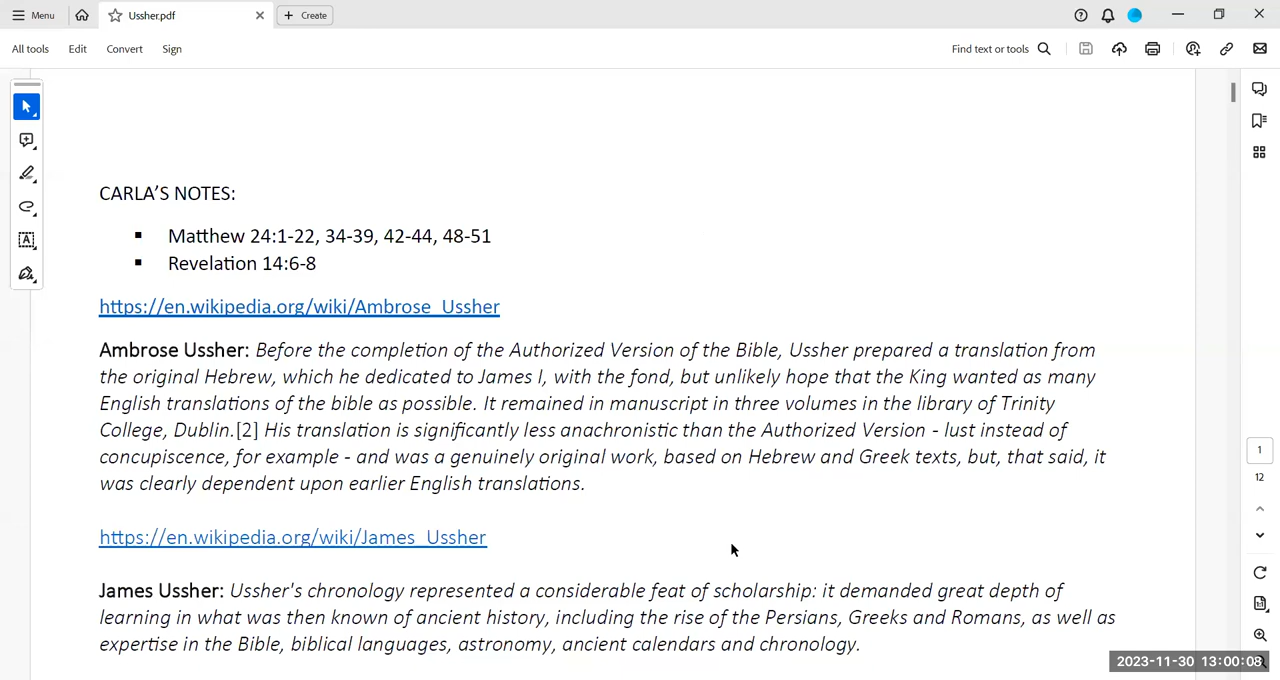 Menu
Ussher.pdf
+ Create
All tools Edit Convert Sign
Find text or tools
CARLA'S NOTES:
▪ Matthew 24:1-22, 34-39, 42-44, 48-51
▪ Revelation 14:6-8
https://en.wikipedia.org/wiki/Ambrose_Ussher
Ambrose Ussher: Before the completion of the Authorized Version of the Bible, Ussher prepared a translation from
the original Hebrew, which he dedicated to James I, with the fond, but unlikely hope that the King wanted as many
English translations of the bible as possible. It remained in manuscript in three volumes in the library of Trinity
College, Dublin.[2] His translation is significantly less anachronistic than the Authorized Version - lust instead of
concupiscence, for example - and was a genuinely original work, based on Hebrew and Greek texts, but, that said, it
was clearly dependent upon earlier English translations.
https://en.wikipedia.org/wiki/James_Ussher
James Ussher: Ussher's chronology represented a considerable feat of scholarship: it demanded great depth of
learning in what was then known of ancient history, including the rise of the Persians, Greeks and Romans, as well as
expertise in the Bible, biblical languages, astronomy, ancient calendars and chronology.
1
12
2023-11-30 13:00:08